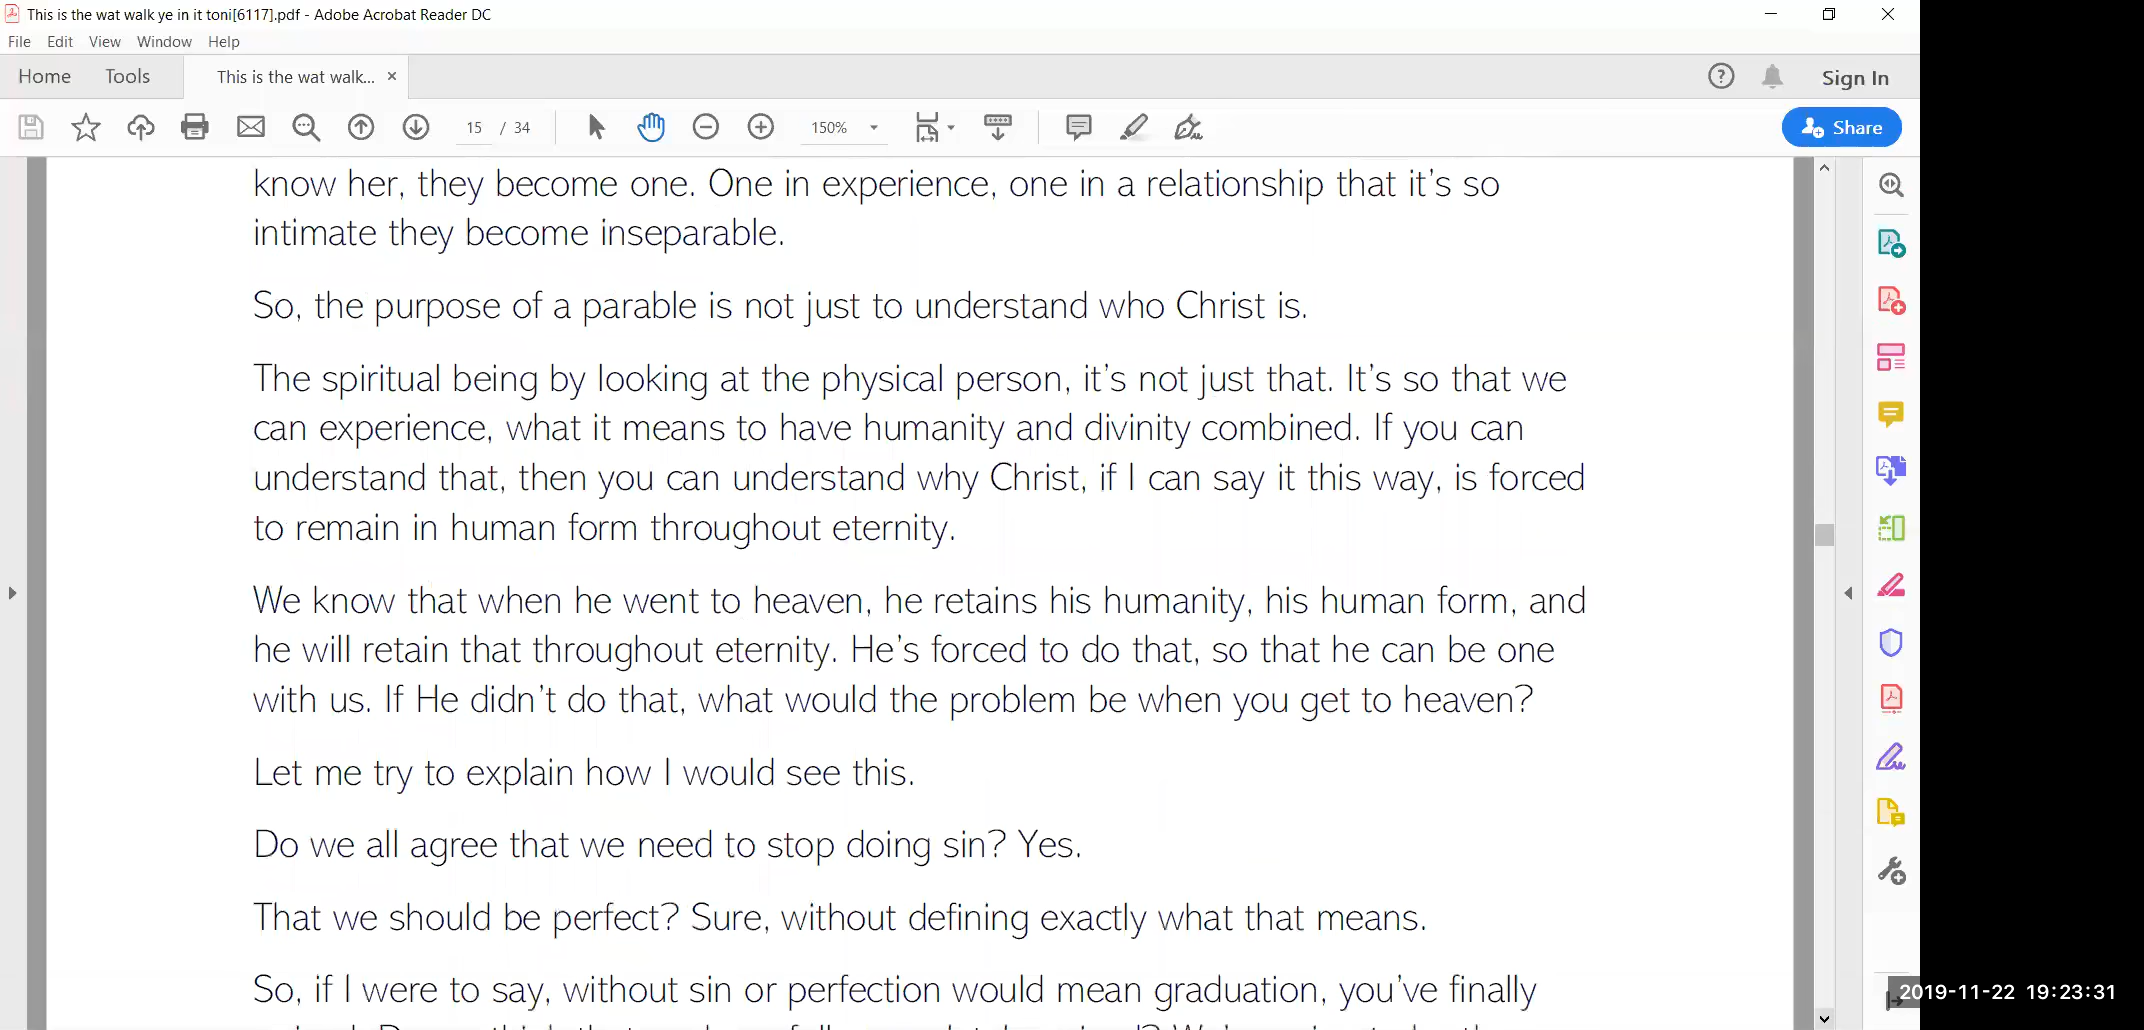 This is the wat walk ye in it toni[6117].pdf - Adobe Acrobat Reader DC
File Edit View Window Help
Home Tools This is the wat walk... × Sign In
15 / 34 150% Share
know her, they become one. One in experience, one in a relationship that it's so
intimate they become inseparable.
So, the purpose of a parable is not just to understand who Christ is.
The spiritual being by looking at the physical person, it's not just that. It's so that we
can experience, what it means to have humanity and divinity combined. If you can
understand that, then you can understand why Christ, if I can say it this way, is forced
to remain in human form throughout eternity.
We know that when he went to heaven, he retains his humanity, his human form, and
he will retain that throughout eternity. He's forced to do that, so that he can be one
with us. If He didn't do that, what would the problem be when you get to heaven?
Let me try to explain how I would see this.
Do we all agree that we need to stop doing sin? Yes.
That we should be perfect? Sure, without defining exactly what that means.
So, if I were to say, without sin or perfection would mean graduation, you've finally
2019-11-22 19:23:31